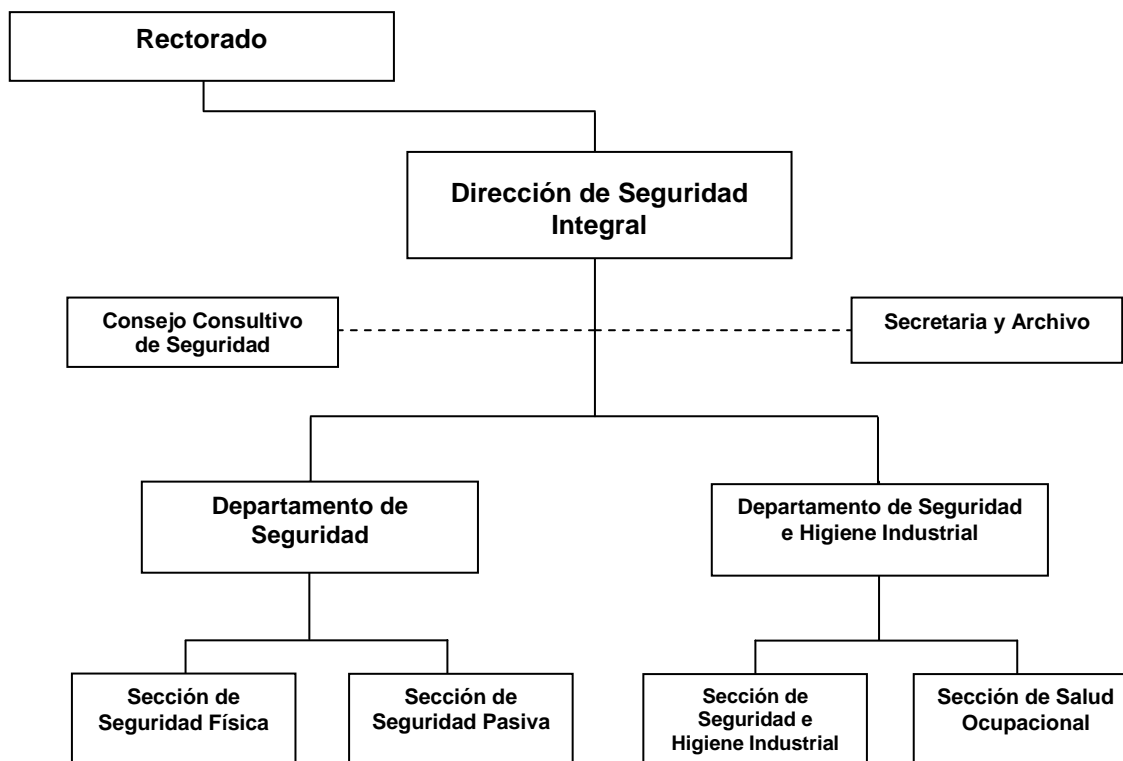 Rectorado
Dirección de Seguridad
Integral
Consejo Consultivo
de Seguridad
Secretaria y Archivo
Departamento de
Seguridad
Departamento de Seguridad
e Higiene Industrial
Sección de
Seguridad Física
Sección de
Seguridad Pasiva
Sección de
Seguridad e
Higiene Industrial
Sección de Salud
Ocupacional